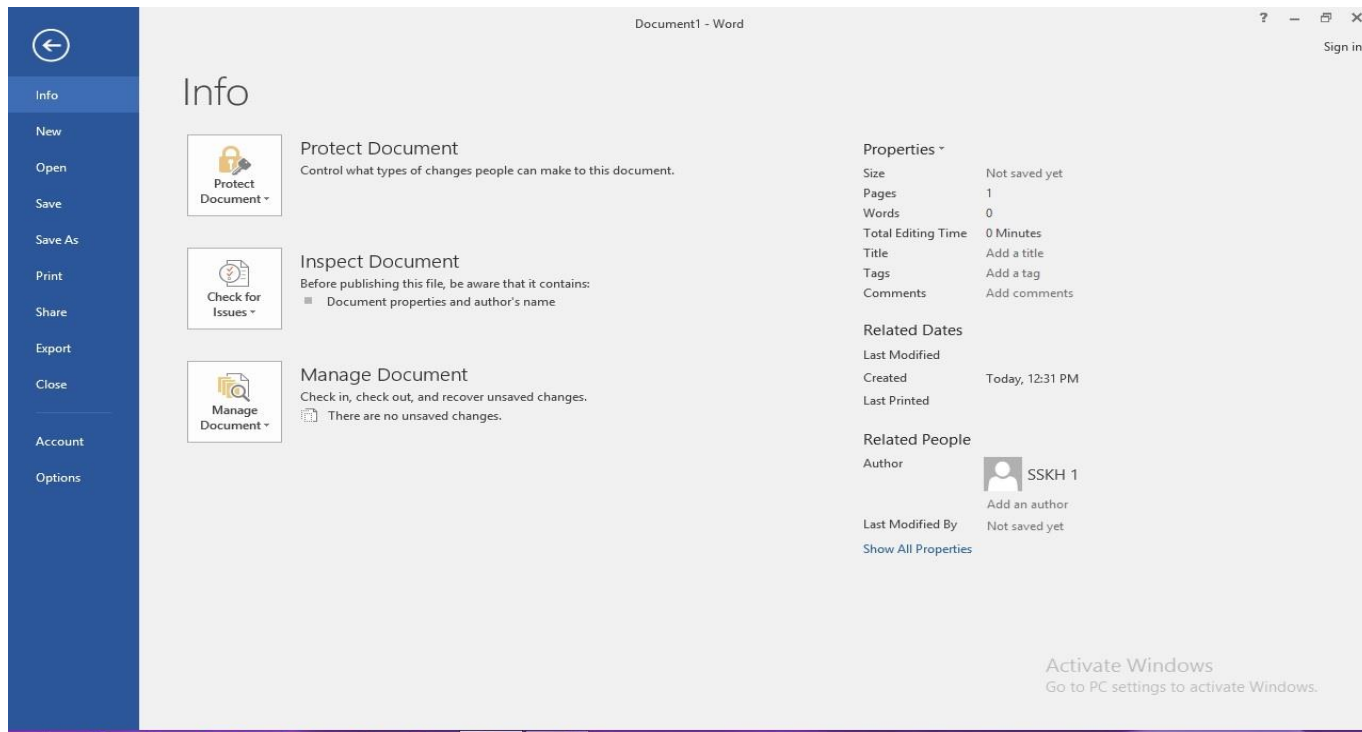 Document1 - Word
? – X
Sign in
Info
New
Open
Save
Save As
Print
Share
Export
Close
Account
Options
Info
Protect
Document
Protect Document
Control what types of changes people can make to this document.
Check for
Issues
Inspect Document
Before publishing this file, be aware that it contains:
Document properties and author's name
Manage
Document
Manage Document
Check in, check out, and recover unsaved changes.
There are no unsaved changes.
Properties
Size Not saved yet
Pages 1
Words 0
Total Editing Time 0 Minutes
Title Add a title
Tags Add a tag
Comments Add comments
Related Dates
Last Modified
Created Today, 12:31 PM
Last Printed
Related People
Author SSKH 1
Add an author
Last Modified By Not saved yet
Show All Properties
Activate Windows
Go to PC settings to activate Windows.